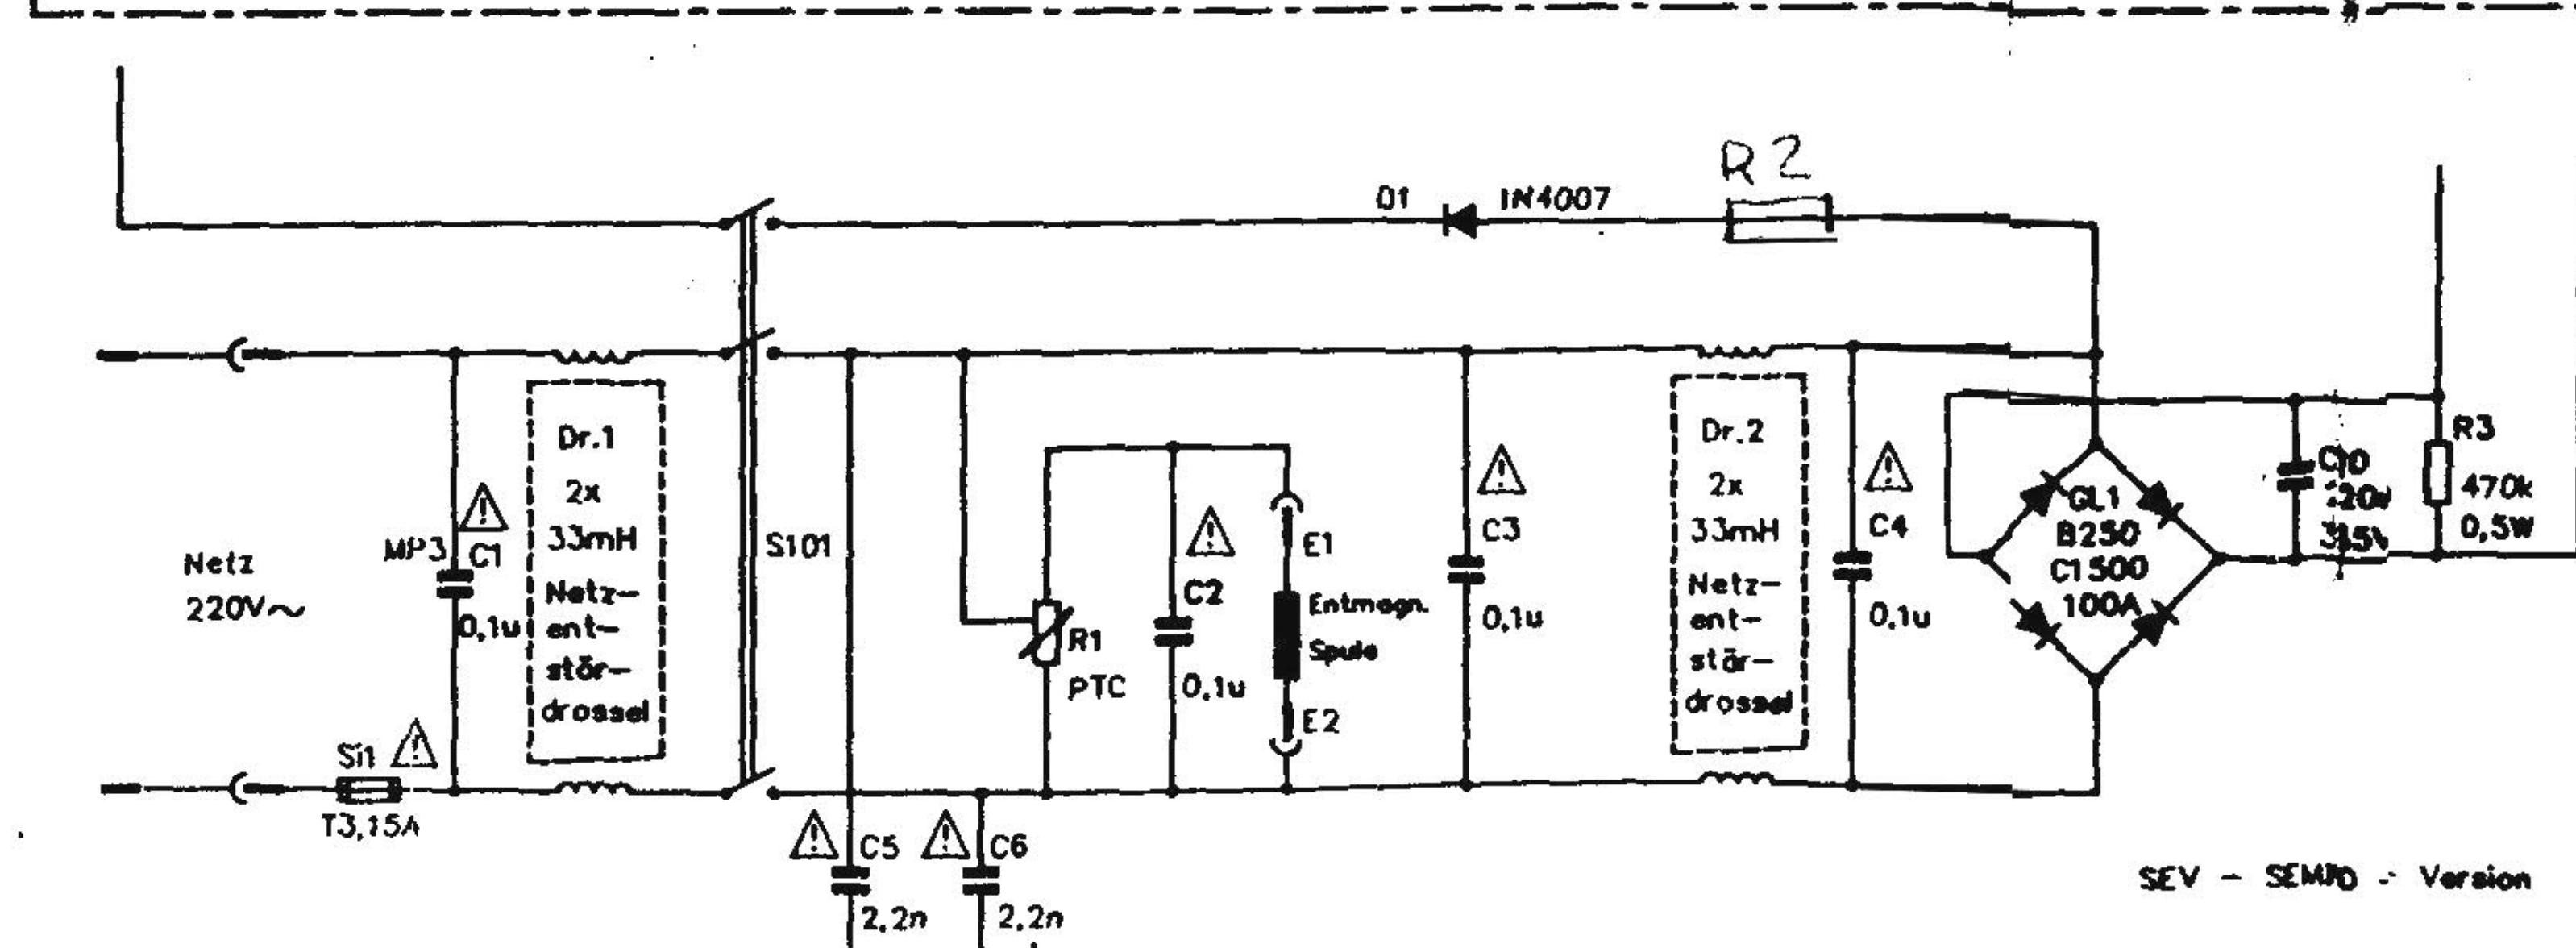 R2
D1
1N4007
Dr.1
2x
33mH
Netz-
ent-
stör-
drossel
Dr.2
2x
33mH
Netz-
ent-
stör-
drossel
R3
470k
0,5W
GL1
B250
C1500
100A
MP3
C1
0,1u
S101
E1
Entmagn.
Spule
E2
C2
0,1u
C3
0,1u
C4
0,1u
Netz
220V~
R1
PTC
Si1
T3,15A
C5
2,2n
C6
2,2n
SEV - - Version